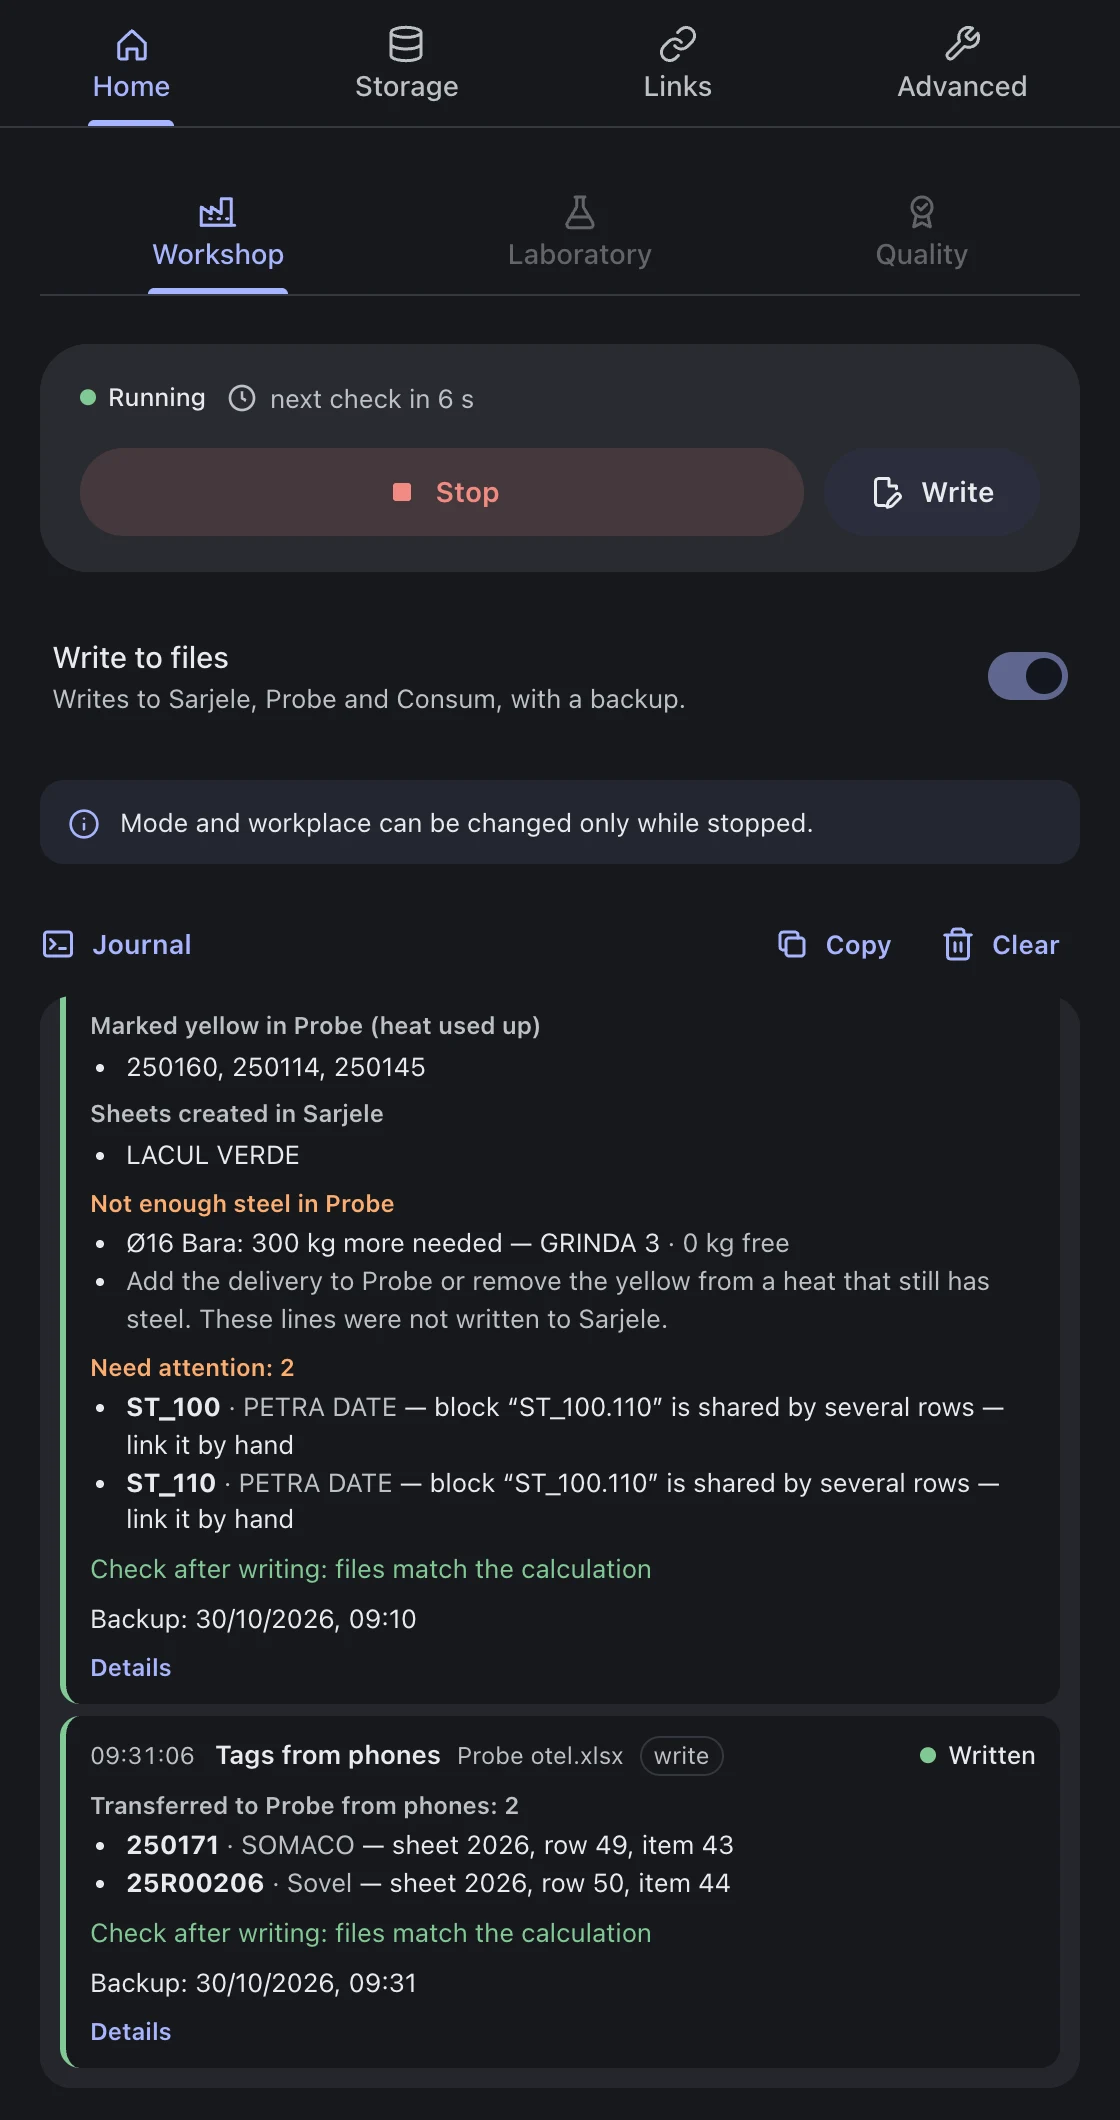 Home
Storage
Links
Advanced
Workshop
Laboratory
Quality
Running
next check in 6 s
Stop
Write
Write to files
Writes to Sarjele, Probe and Consum, with a backup.
Mode and workplace can be changed only while stopped.
Journal
Copy
Clear
Marked yellow in Probe (heat used up)
• 250160, 250114, 250145
Sheets created in Sarjele
• LACUL VERDE
Not enough steel in Probe
• Ø16 Bara: 300 kg more needed — GRINDA 3 · 0 kg free
• Add the delivery to Probe or remove the yellow from a heat that still has
steel. These lines were not written to Sarjele.
Need attention: 2
• ST_100 · PETRA DATE — block “ST_100.110” is shared by several rows —
link it by hand
• ST_110 · PETRA DATE — block “ST_100.110” is shared by several rows —
link it by hand
Check after writing: files match the calculation
Backup: 30/10/2026, 09:10
Details
09:31:06 Tags from phones Probe otel.xlsx write Written
Transferred to Probe from phones: 2
• 250171 · SOMACO — sheet 2026, row 49, item 43
• 25R00206 · Sovel — sheet 2026, row 50, item 44
Check after writing: files match the calculation
Backup: 30/10/2026, 09:31
Details